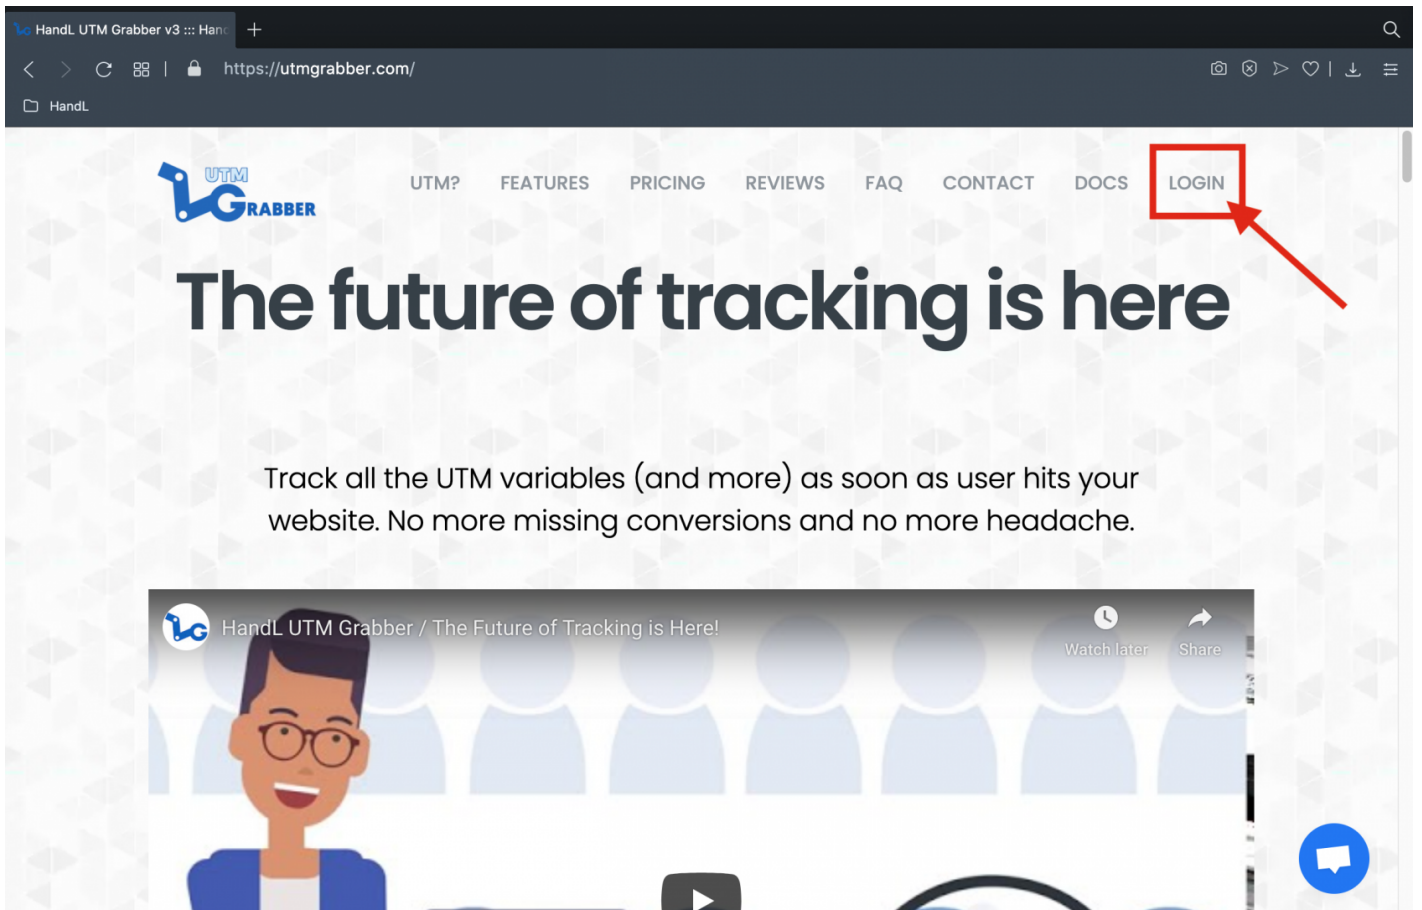 HandL UTM Grabber v3 ::: Hand
https://utmgrabber.com/
HandL
UTM
GRABBER
UTM? FEATURES PRICING REVIEWS FAQ CONTACT DOCS LOGIN
The future of tracking is here
Track all the UTM variables (and more) as soon as user hits your
website. No more missing conversions and no more headache.
HandL UTM Grabber / The Future of Tracking is Here!
Watch later Share